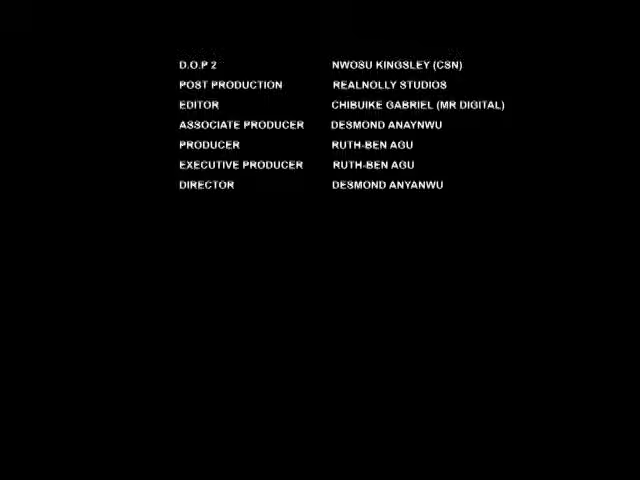 D.O.P 2 NWOSU KINGSLEY (CSN)
POST PRODUCTION REALNOLLY STUDIOS
EDITOR CHIBUIKE GABRIEL (MR DIGITAL)
ASSOCIATE PRODUCER DESMOND ANAYNWU
PRODUCER RUTH-BEN AGU
EXECUTIVE PRODUCER RUTH-BEN AGU
DIRECTOR DESMOND ANYANWU